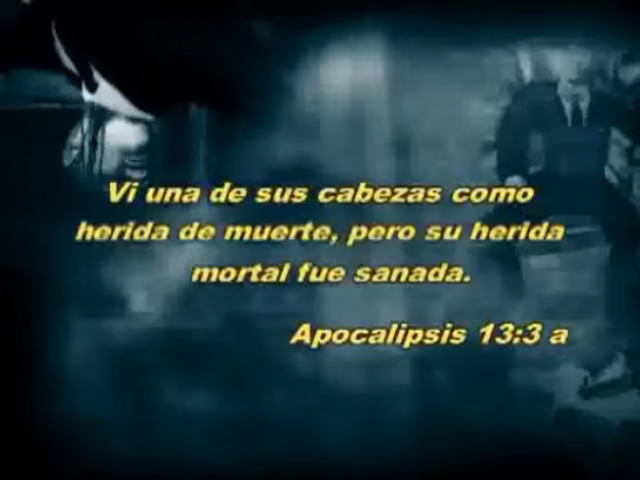 Vi una de sus cabezas como
herida de muerte, pero su herida
mortal fue sanada.
Apocalipsis 13:3 a